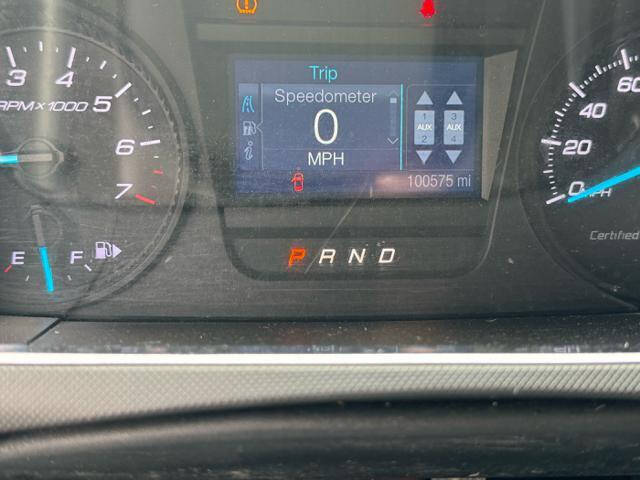 Trip
Speedometer
0
MPH
1 AUX 2
3 AUX 4
100575 mi
3 4 5 6 7
RPMX1000
E F
P R N D
0 20 40 60
MPH
Certified